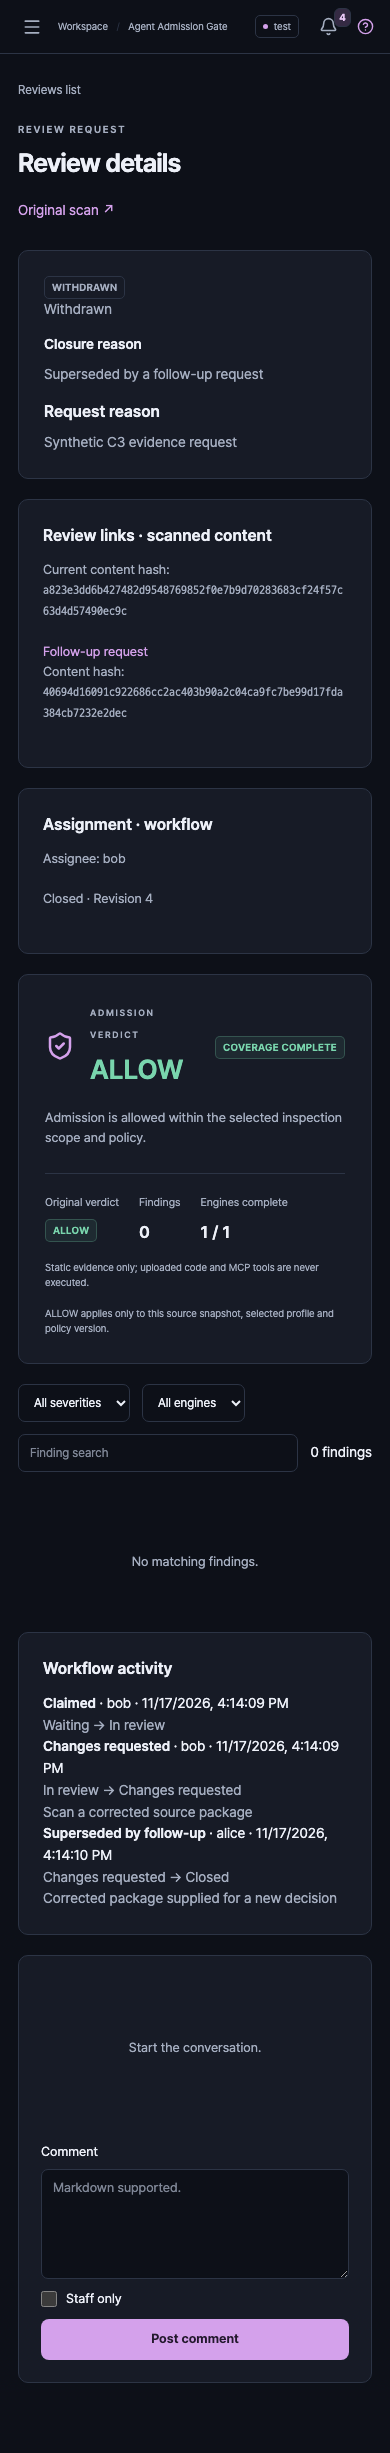 Workspace / Agent Admission Gate
test
4
Reviews list
REVIEW REQUEST
Review details
Original scan ↗
WITHDRAWN
Withdrawn
Closure reason
Superseded by a follow-up request
Request reason
Synthetic C3 evidence request
Review links · scanned content
Current content hash:
a823e3dd6b427482d9548769852f0e7b9d70283683cf24f57c
63d4d57490ec9c
Follow-up request
Content hash:
40694d16091c922686cc2ac403b90a2c04ca9fc7be99d17fda
384cb7232e2dec
Assignment · workflow
Assignee: bob
Closed · Revision 4
ADMISSION
VERDICT
ALLOW
COVERAGE COMPLETE
Admission is allowed within the selected inspection
scope and policy.
Original verdict Findings Engines complete
ALLOW 0 1 / 1
Static evidence only; uploaded code and MCP tools are never
executed.
ALLOW applies only to this source snapshot, selected profile and
policy version.
All severities All engines
Finding search 0 findings
No matching findings.
Workflow activity
Claimed · bob · 11/17/2026, 4:14:09 PM
Waiting → In review
Changes requested · bob · 11/17/2026, 4:14:09
PM
In review → Changes requested
Scan a corrected source package
Superseded by follow-up · alice · 11/17/2026,
4:14:10 PM
Changes requested → Closed
Corrected package supplied for a new decision
Start the conversation.
Comment
Markdown supported.
Staff only
Post comment